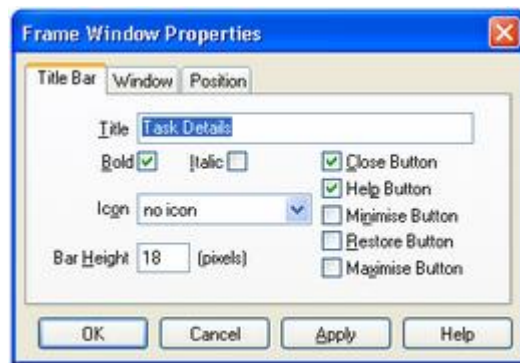 Frame Window Properties
Title Bar Window Position
Title Task Details
Bold Italic Close Button
Help Button
Icon no icon Minimise Button
Restore Button
Bar Height 18 (pixels) Maximise Button
OK Cancel Apply Help